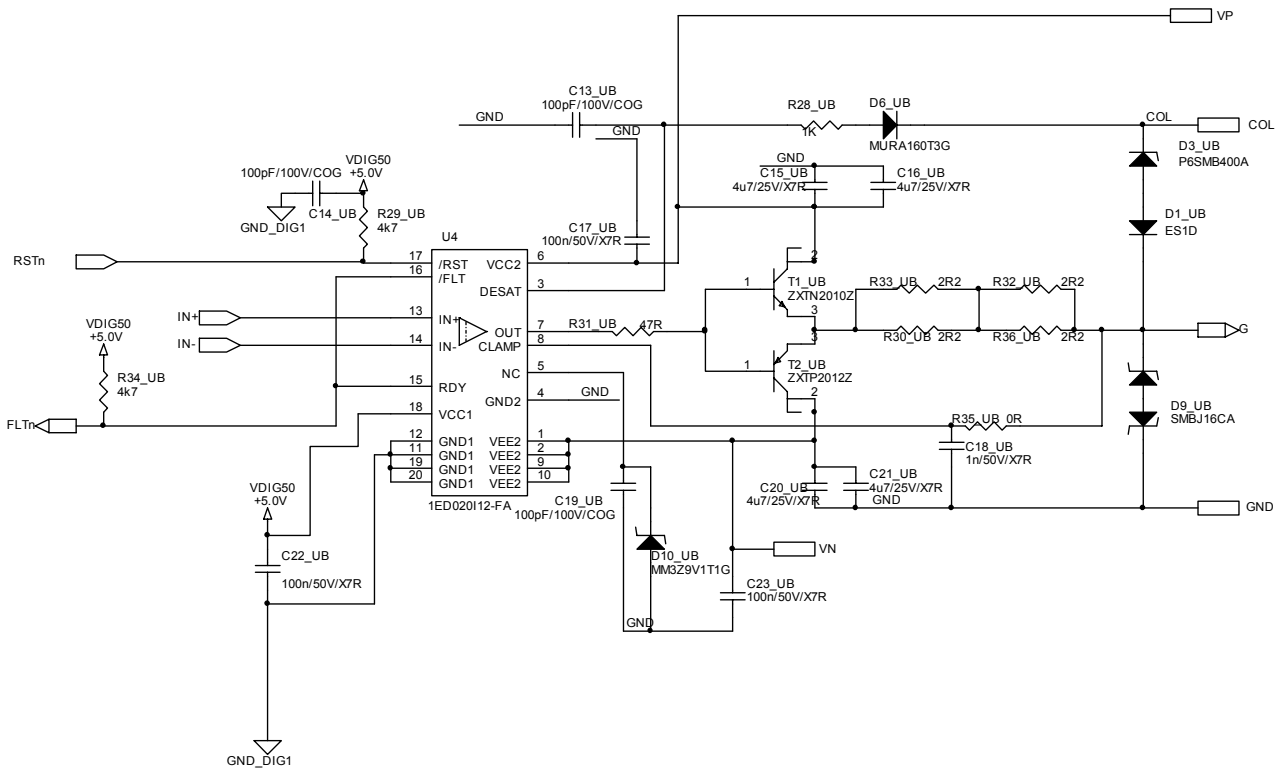 VP
C13_UB
100pF/100V/COG
GND
GND
R28_UB
1K
D6_UB
MURA160T3G
COL
COL
D3_UB
P6SMB400A
VDIG50
+5.0V
100pF/100V/COG
C14_UB
GND_DIG1
R29_UB
4k7
GND
C15_UB
4u7/25V/X7R
C16_UB
4u7/25V/X7R
D1_UB
ES1D
C17_UB
100n/50V/X7R
RSTn
U4
17
16
/RST
/FLT
VCC2
6
DESAT
3
2
1
T1_UB
ZXTN2010Z
3
R33_UB
2R2
R32_UB
2R2
IN+
13
IN+
OUT
7
R31_UB
47R
R30_UB
2R2
R36_UB
2R2
G
IN-
14
IN-
CLAMP
8
3
T2_UB
ZXTP2012Z
1
2
VDIG50
+5.0V
R34_UB
4k7
NC
5
15
RDY
GND2
4
GND
FLTn
18
VCC1
R35_UB
0R
D9_UB
SMBJ16CA
12
11
19
20
GND1
GND1
GND1
GND1
VEE2
VEE2
VEE2
VEE2
1
2
9
10
C18_UB
1n/50V/X7R
1ED020I12-FA
VDIG50
+5.0V
C19_UB
100pF/100V/COG
C20_UB
4u7/25V/X7R
C21_UB
4u7/25V/X7R
GND
GND
C22_UB
100n/50V/X7R
D10_UB
MM3Z9V1T1G
VN
C23_UB
100n/50V/X7R
GND
GND_DIG1